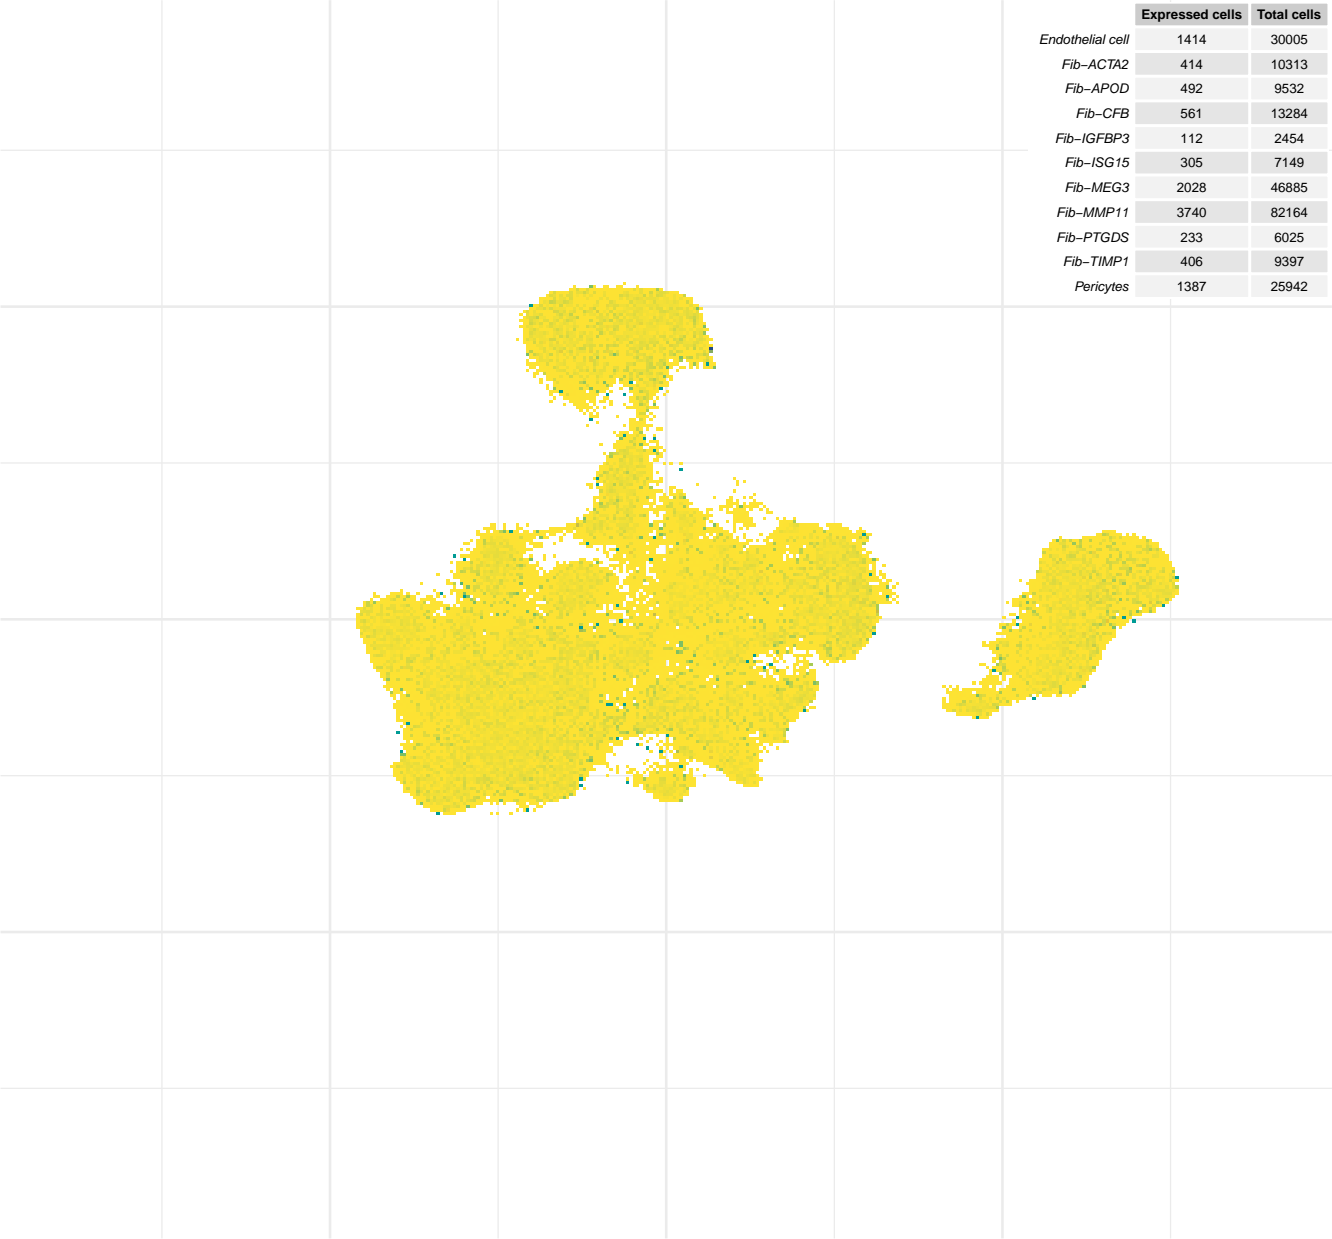 Expressed cells Total cells
Endothelial cell 1414 30005
Fib−ACTA2 414 10313
Fib−APOD 492 9532
Fib−CFB 561 13284
Fib−IGFBP3 112 2454
Fib−ISG15 305 7149
Fib−MEG3 2028 46885
Fib−MMP11 3740 82164
Fib−PTGDS 233 6025
Fib−TIMP1 406 9397
Pericytes 1387 25942